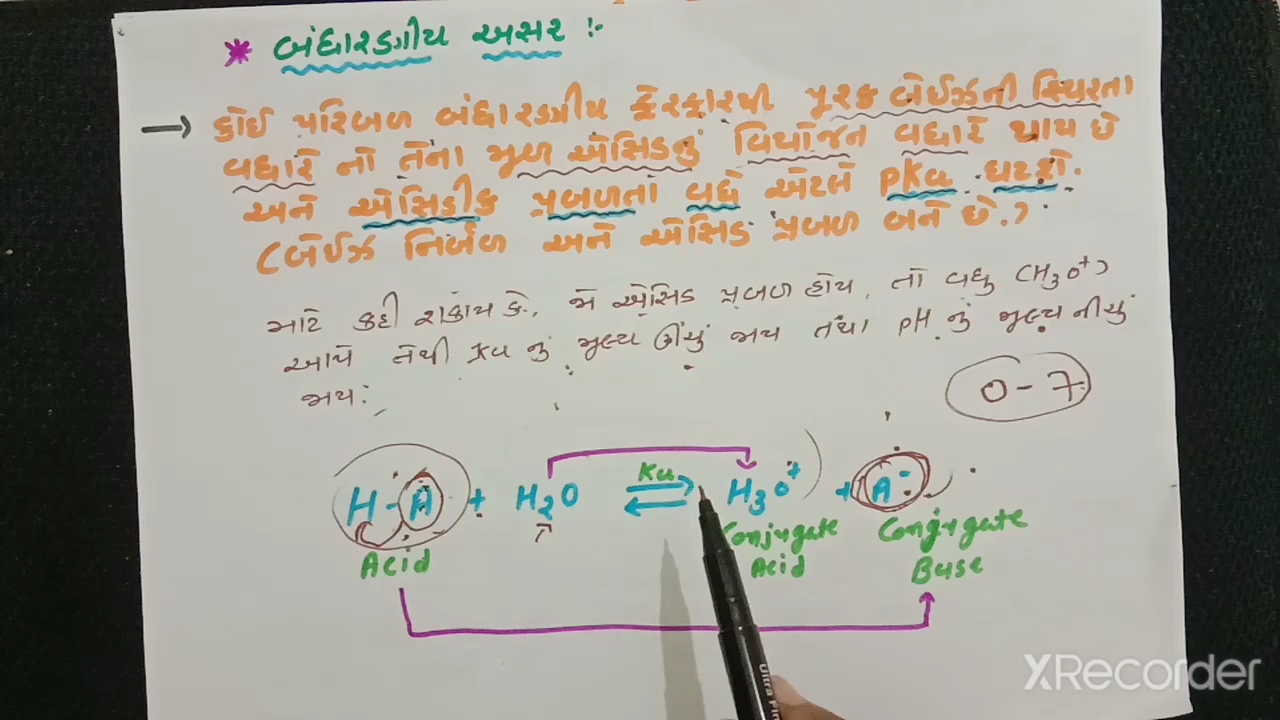 * બંધારણીય અસર :-
→ કોઈ પરિબળ બંધારણીય ફેરફારથી પૂરક બેઈઝની સ્થિરતા
વધારે તો તેના મૂળ એસિડનું વિયોજન વધારે થાય છે
અને એસિડીક પ્રબળતા વધે એટલે pKa ઘટશે.
(બેઈઝ નિર્બળ અને એસિડ પ્રબળ બને છે.)
માટે કહી શકાય કે, જો એસિડ પ્રબળ હોય, તો વધુ (H3O+)
આપે તેથી Ka નું મૂલ્ય ઊંચું જાય તથા pH નું મૂલ્ય નીચું
જાય.
0 - 7
Ka
H - A + H2O ⇌ H3O+ + A-
Acid Conjugate Acid Conjugate Base
Ultra Fin
XRecorder